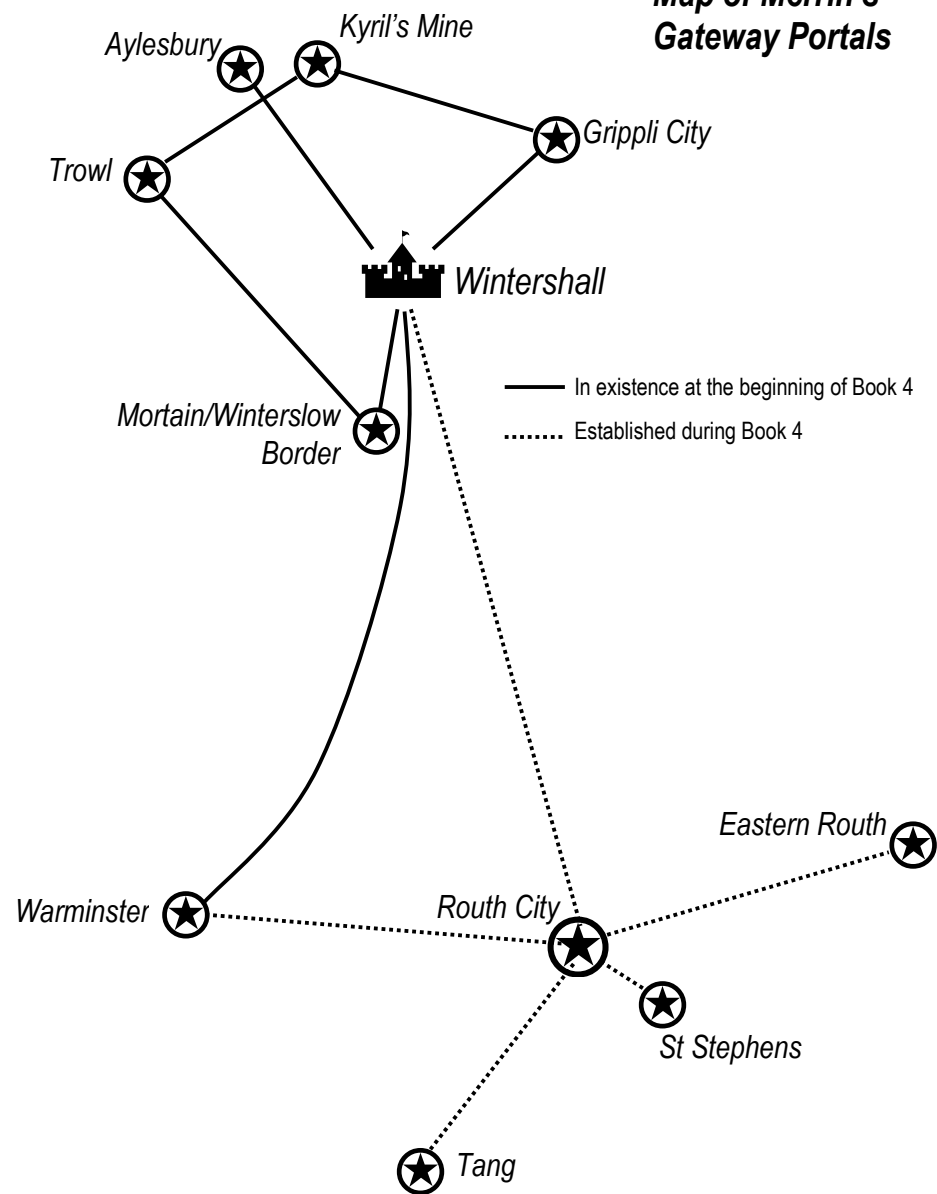 Map of
Gateway Portals
Kyril's Mine
Aylesbury
Grippli City
Trowl
Wintershall
In existence at the beginning of Book 4
Mortain/Winterslow
Border
Established during Book 4
Eastern Routh
Warminster
Routh City
St Stephens
Tang